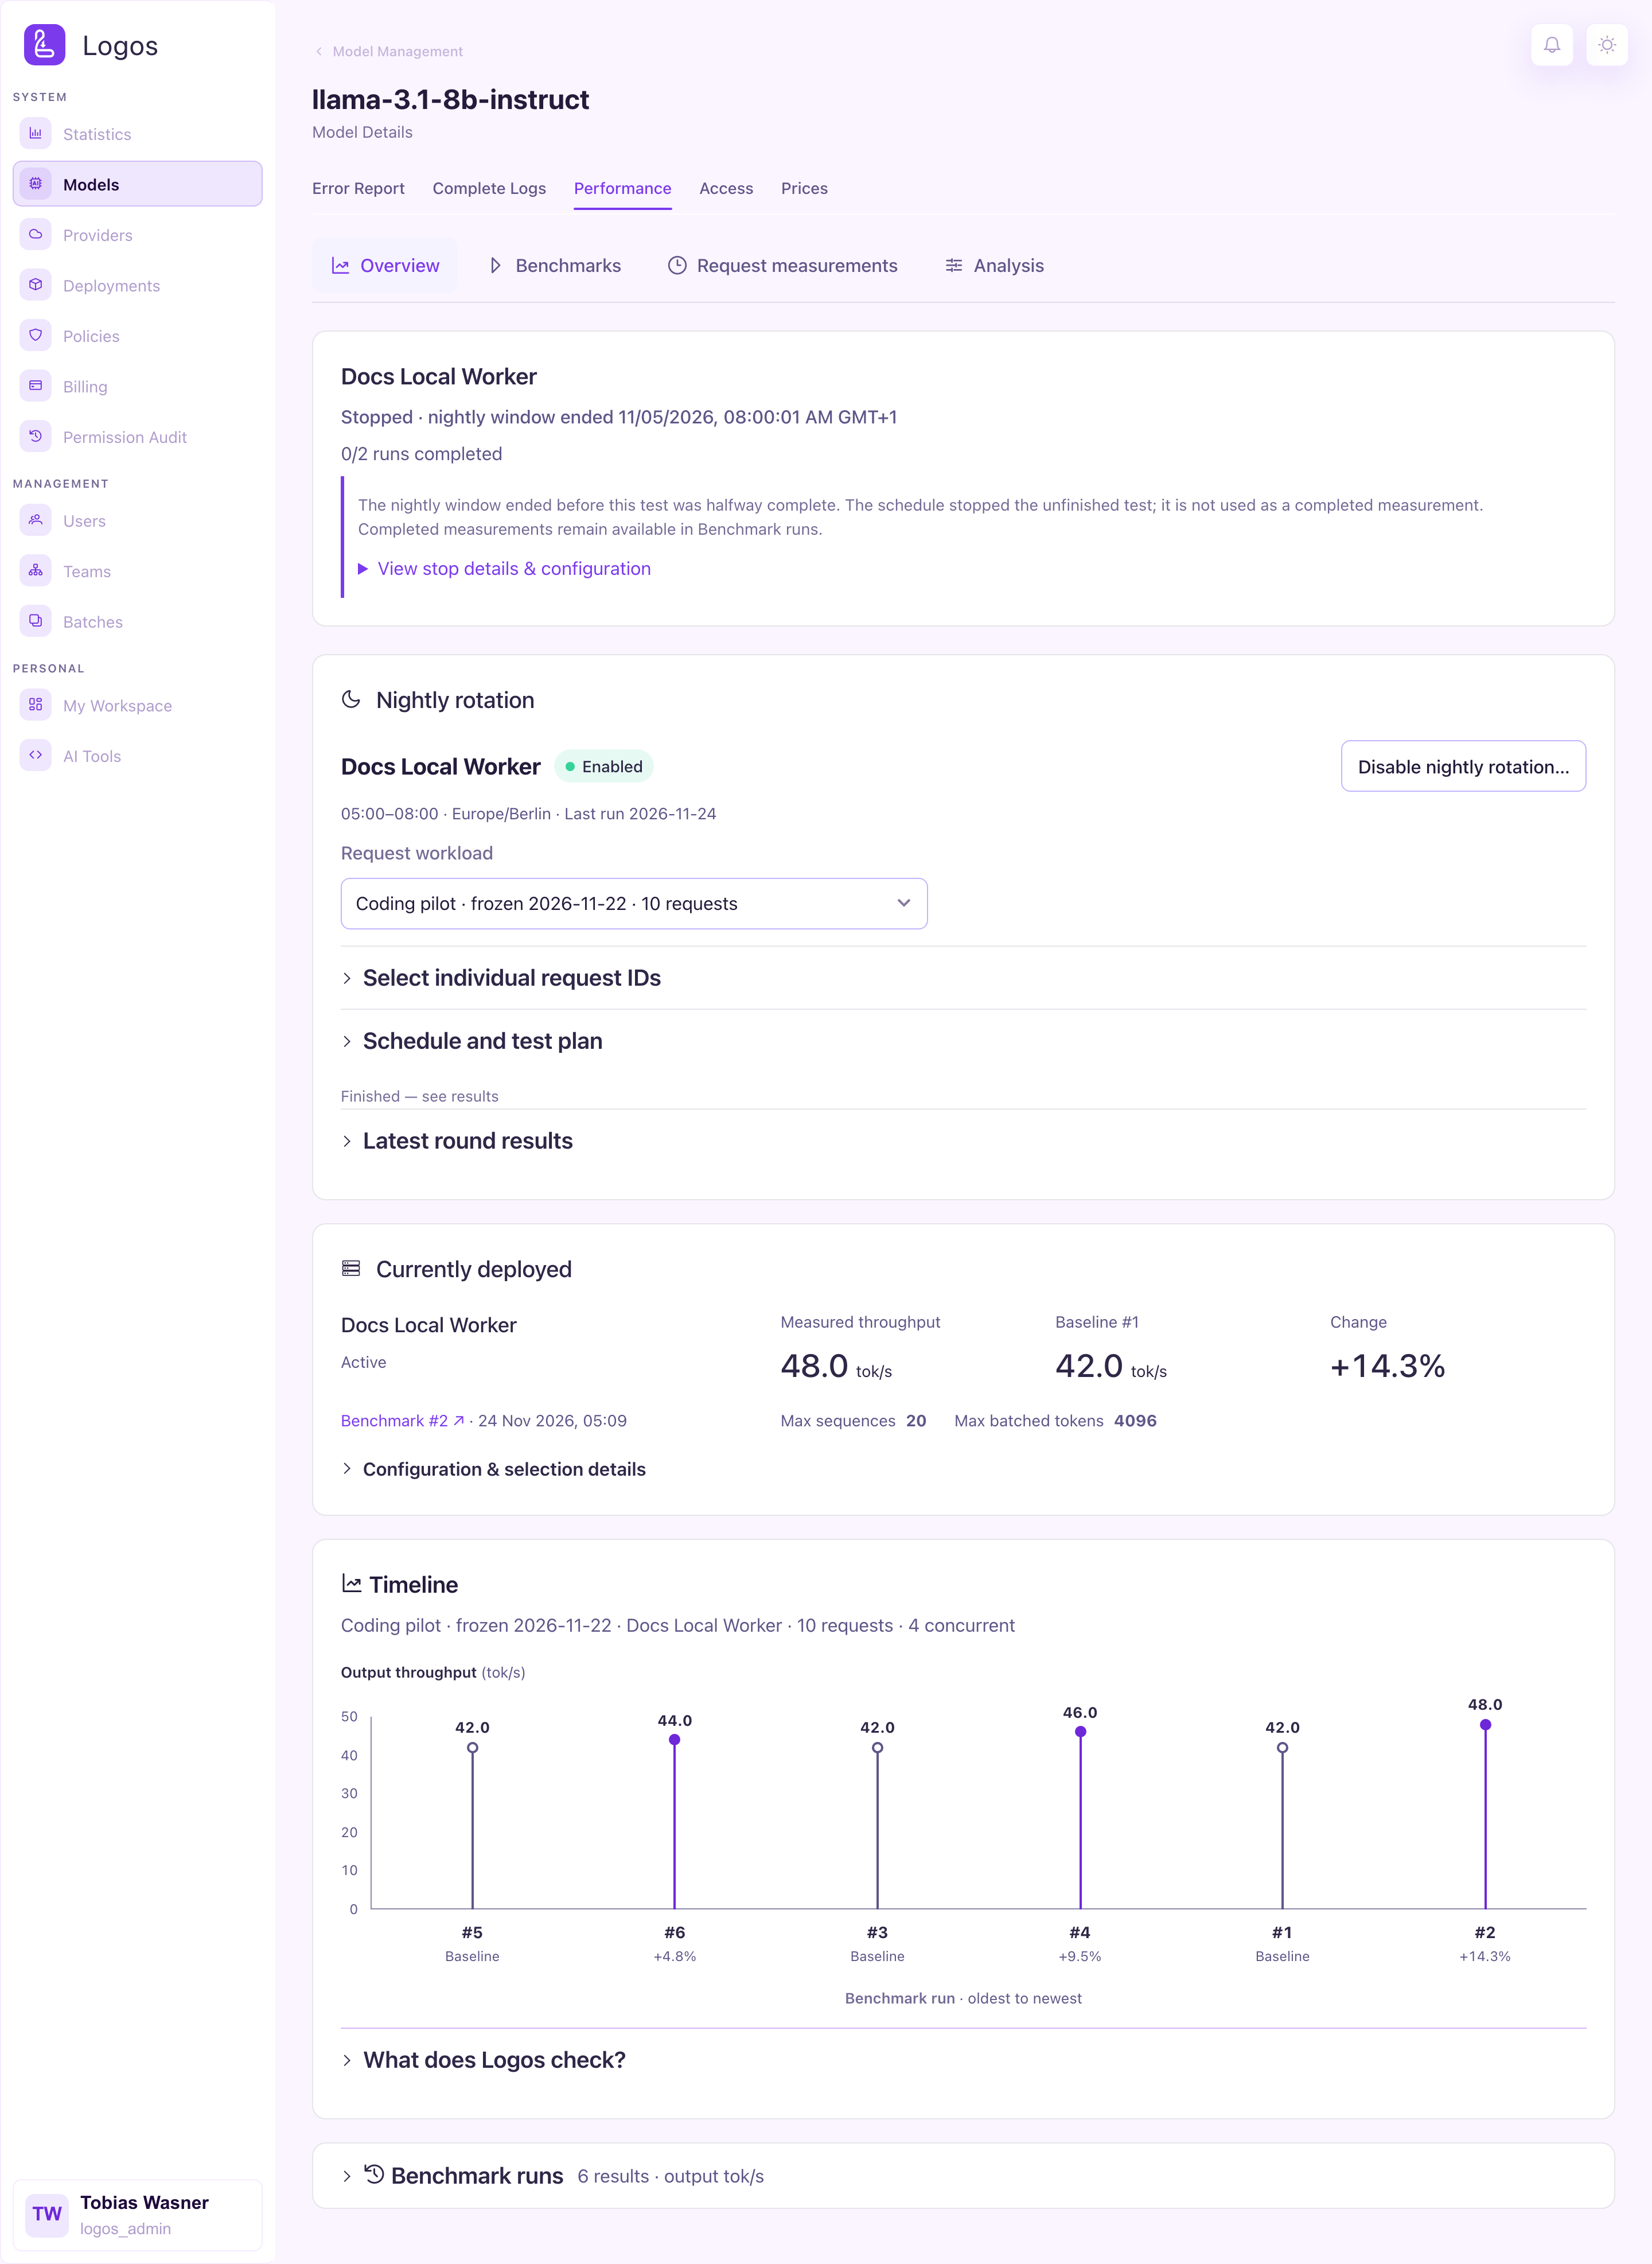 Logos
SYSTEM
Statistics
Models
Providers
Deployments
Policies
Billing
Permission Audit
MANAGEMENT
Users
Teams
Batches
PERSONAL
My Workspace
AI Tools
TW
Tobias Wasner
logos_admin
Model Management
llama-3.1-8b-instruct
Model Details
Error Report
Complete Logs
Performance
Access
Prices
Overview
Benchmarks
Request measurements
Analysis
Docs Local Worker
Stopped · nightly window ended 11/05/2026, 08:00:01 AM GMT+1
0/2 runs completed
The nightly window ended before this test was halfway complete. The schedule stopped the unfinished test; it is not used as a completed measurement.
Completed measurements remain available in Benchmark runs.
View stop details & configuration
Nightly rotation
Docs Local Worker
Enabled
Disable nightly rotation...
05:00–08:00 · Europe/Berlin · Last run 2026-11-24
Request workload
Coding pilot · frozen 2026-11-22 · 10 requests
Select individual request IDs
Schedule and test plan
Finished — see results
Latest round results
Currently deployed
Docs Local Worker
Active
Measured throughput
48.0 tok/s
Baseline #1
42.0 tok/s
Change
+14.3%
Benchmark #2 ↗ · 24 Nov 2026, 05:09
Max sequences 20
Max batched tokens 4096
Configuration & selection details
Timeline
Coding pilot · frozen 2026-11-22 · Docs Local Worker · 10 requests · 4 concurrent
Output throughput (tok/s)
50
40
30
20
10
0
42.0
44.0
42.0
46.0
42.0
48.0
#5
Baseline
#6
+4.8%
#3
Baseline
#4
+9.5%
#1
Baseline
#2
+14.3%
Benchmark run · oldest to newest
What does Logos check?
Benchmark runs 6 results · output tok/s